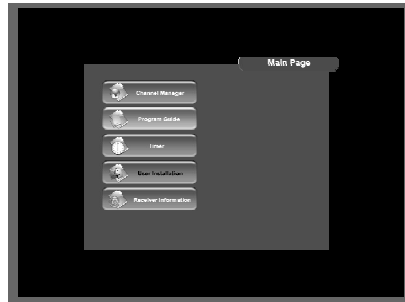 Main Page
Channel Manager
Program Guide
Timer
User Installation
Receiver Information